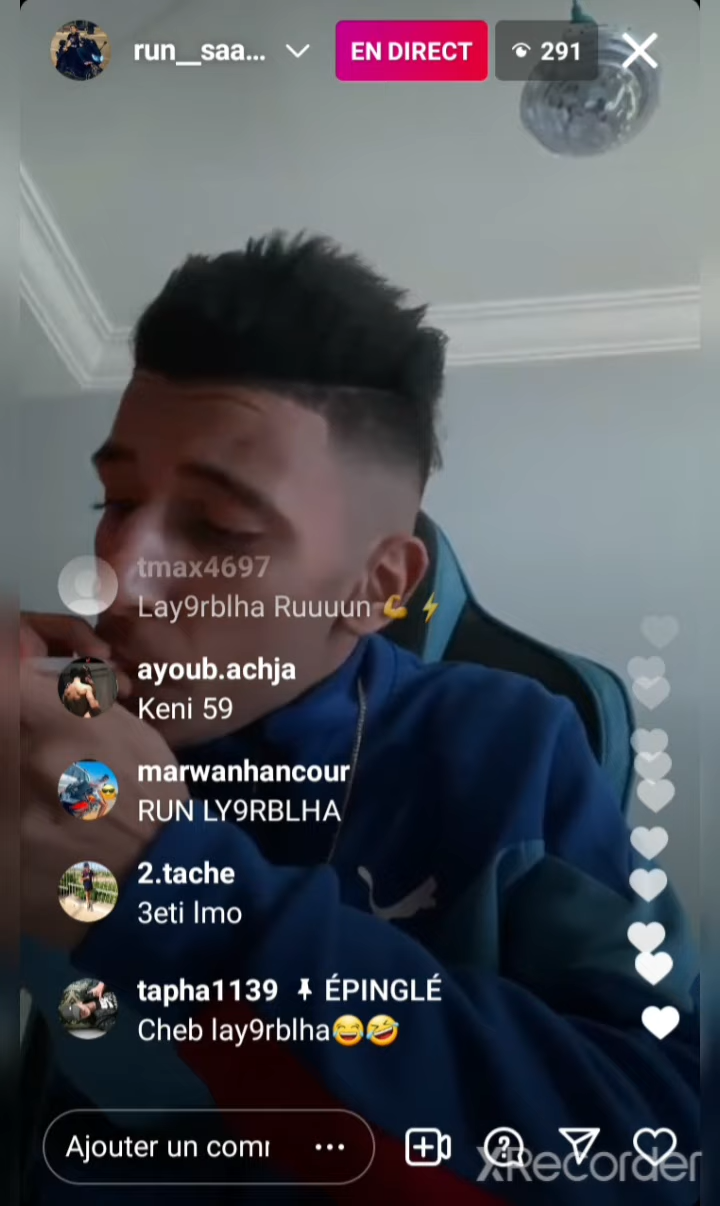 run__saa...
EN DIRECT
291
tmax4697
Lay9rblha Ruuuun 💪⚡
ayoub.achja
Keni 59
marwanhancour
RUN LY9RBLHA
2.tache
3eti lmo
tapha1139 📌 ÉPINGLÉ
Cheb lay9rblha😂🤣
Ajouter un comr
XRecorder